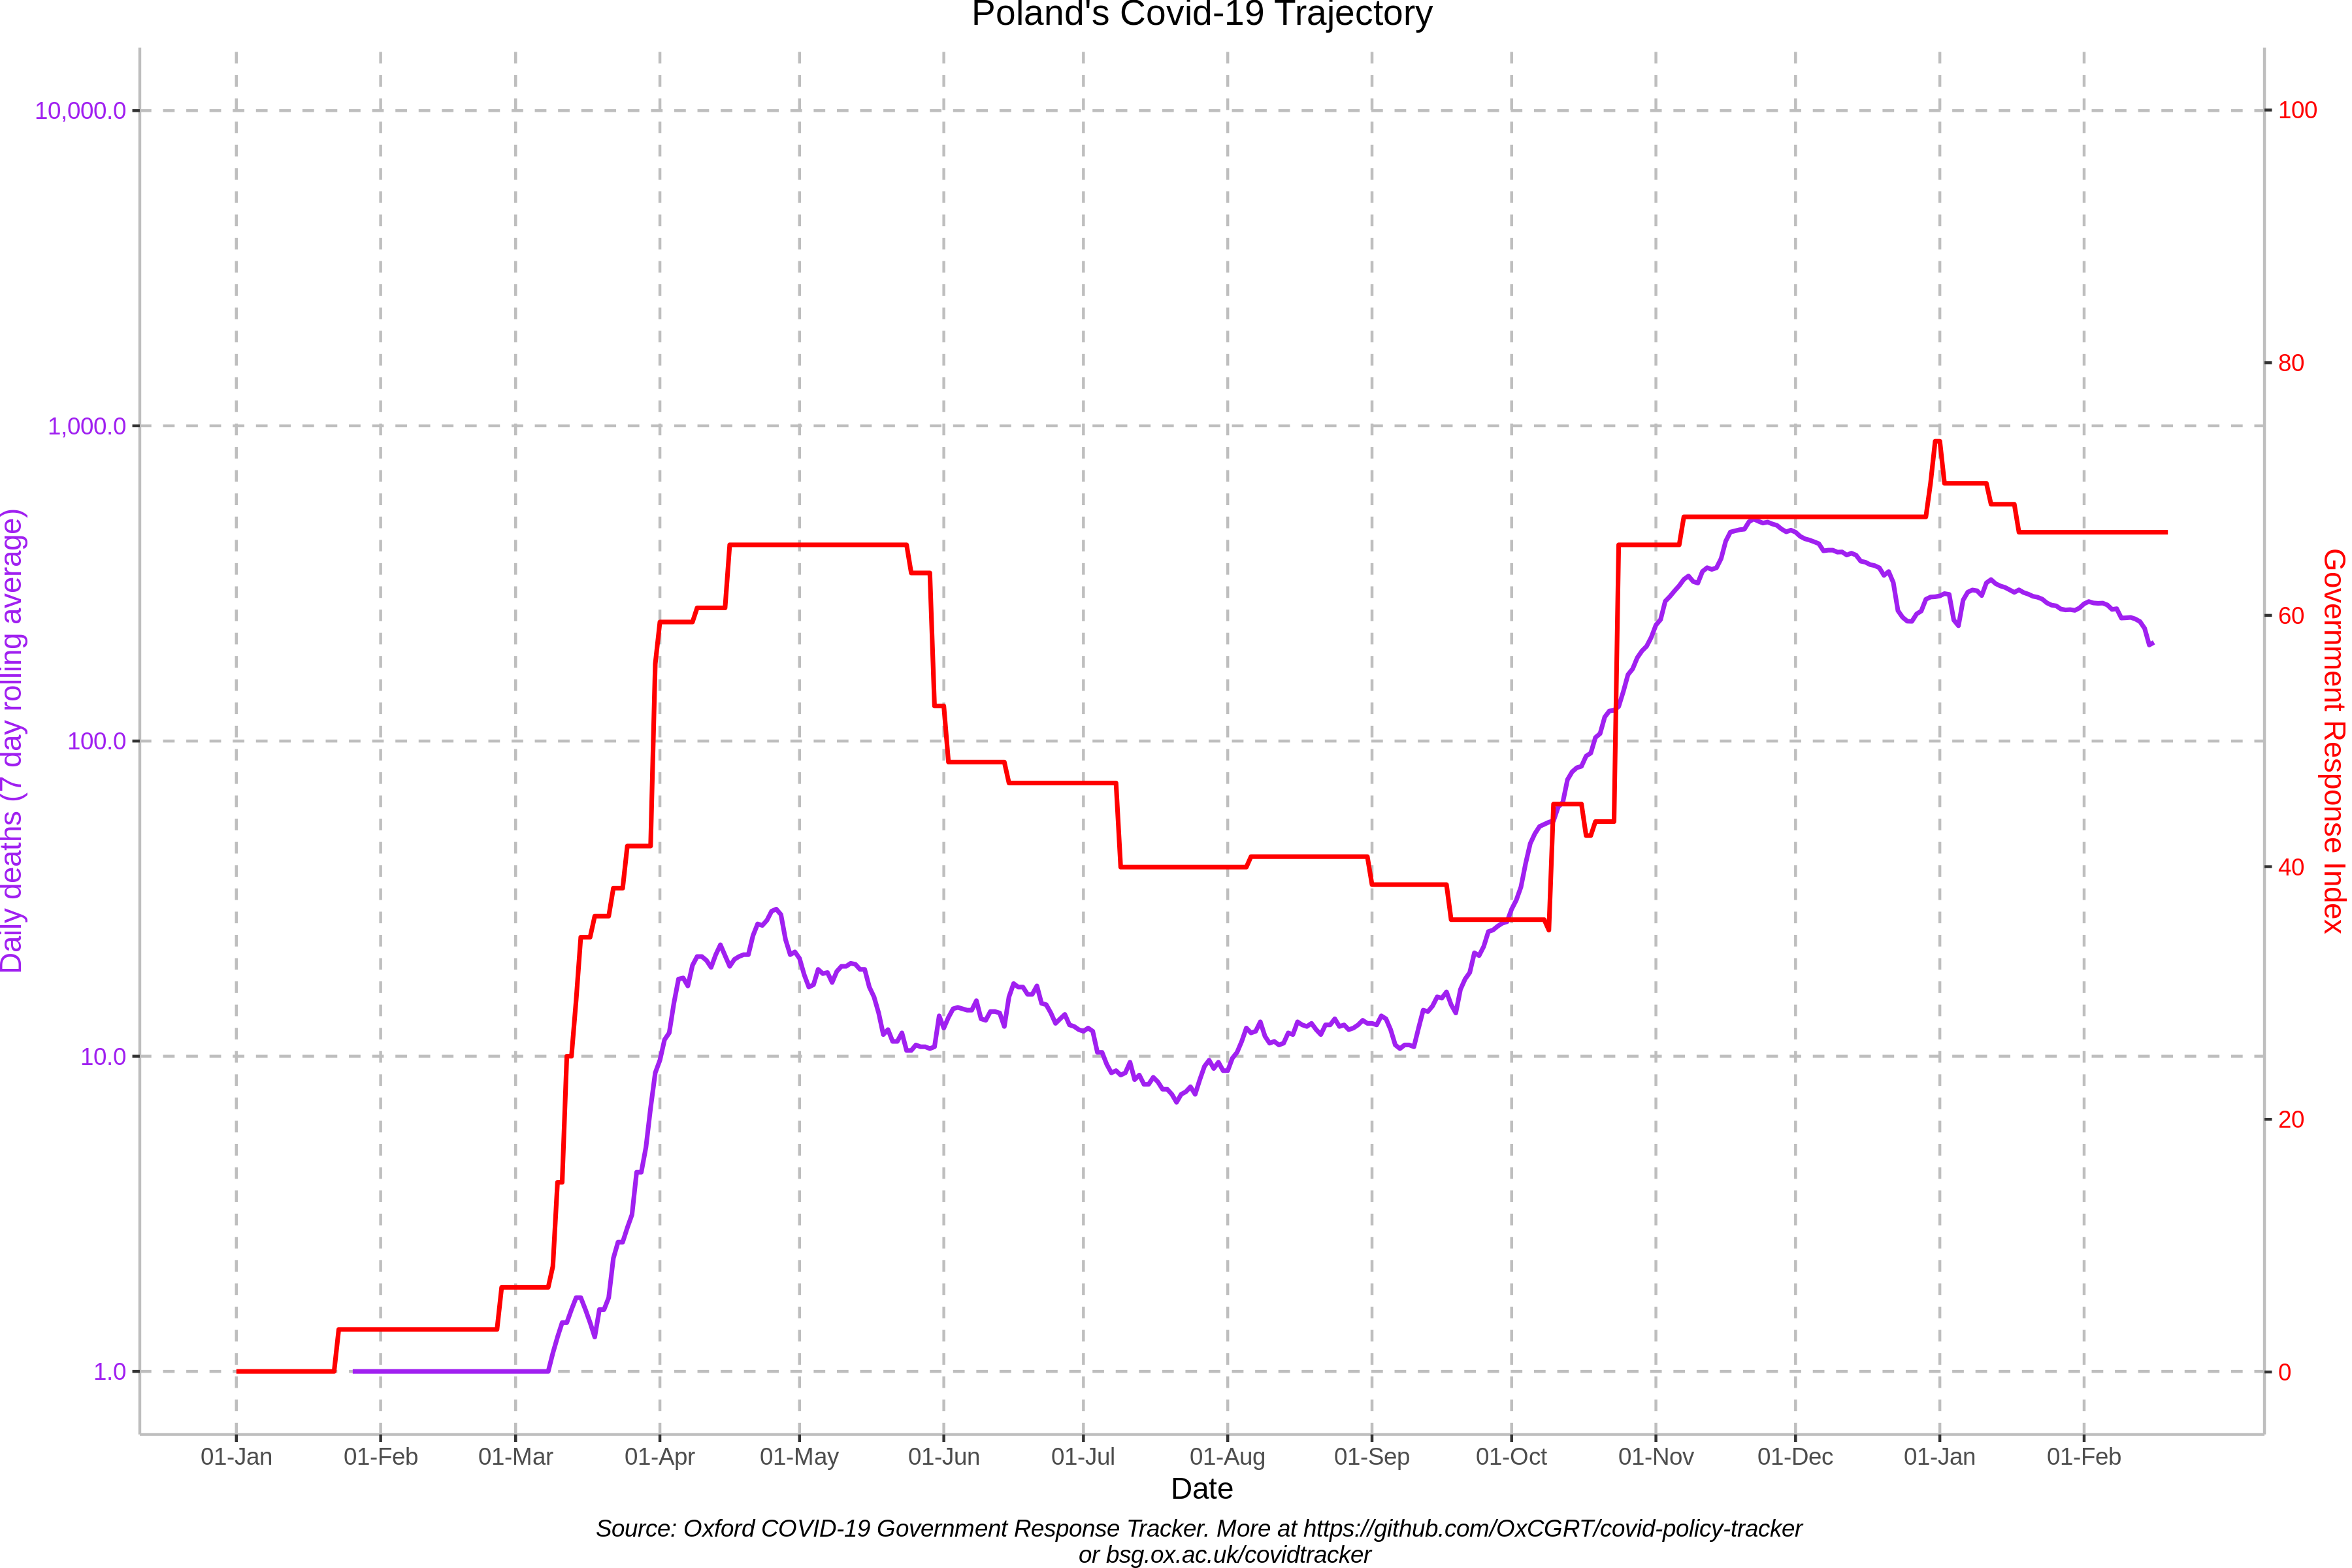 Poland's Covid-19 Trajectory
10,000.0
1,000.0
100.0
10.0
1.0
Daily deaths (7 day rolling average)
100
80
60
40
20
0
Government Response Index
01-Jan 01-Feb 01-Mar 01-Apr 01-May 01-Jun 01-Jul 01-Aug 01-Sep 01-Oct 01-Nov 01-Dec 01-Jan 01-Feb
Date
Source: Oxford COVID-19 Government Response Tracker. More at https://github.com/OxCGRT/covid-policy-tracker
or bsg.ox.ac.uk/covidtracker